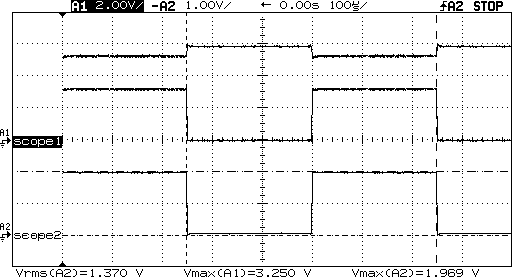 A1 2.00V/ -A2 1.00V/ ← 0.00s 100µs/ ƒA2 STOP
A1
scope1
A2
scope2
Vrms(A2)=1.370 V Vmax(A1)=3.250 V Vmax(A2)=1.969 V